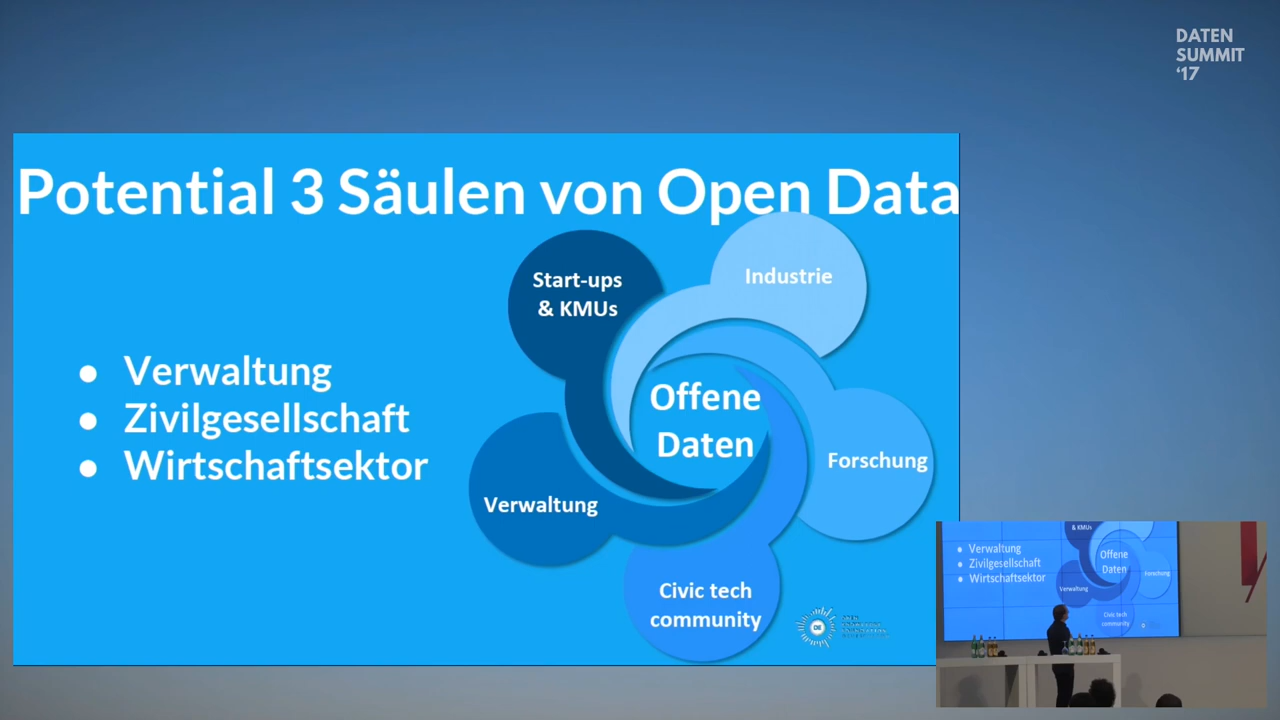 DATEN
SUMMIT
‘17
Potential 3 Säulen von Open Data
● Verwaltung
● Zivilgesellschaft
● Wirtschaftsektor
Start-ups
& KMUs
Industrie
Offene
Daten
Forschung
Verwaltung
Civic tech
community
& KMUs
● Verwaltung
● Zivilgesellschaft
● Wirtschaftsektor
Offene
Daten
Forschung
Verwaltung
Civic tech
community